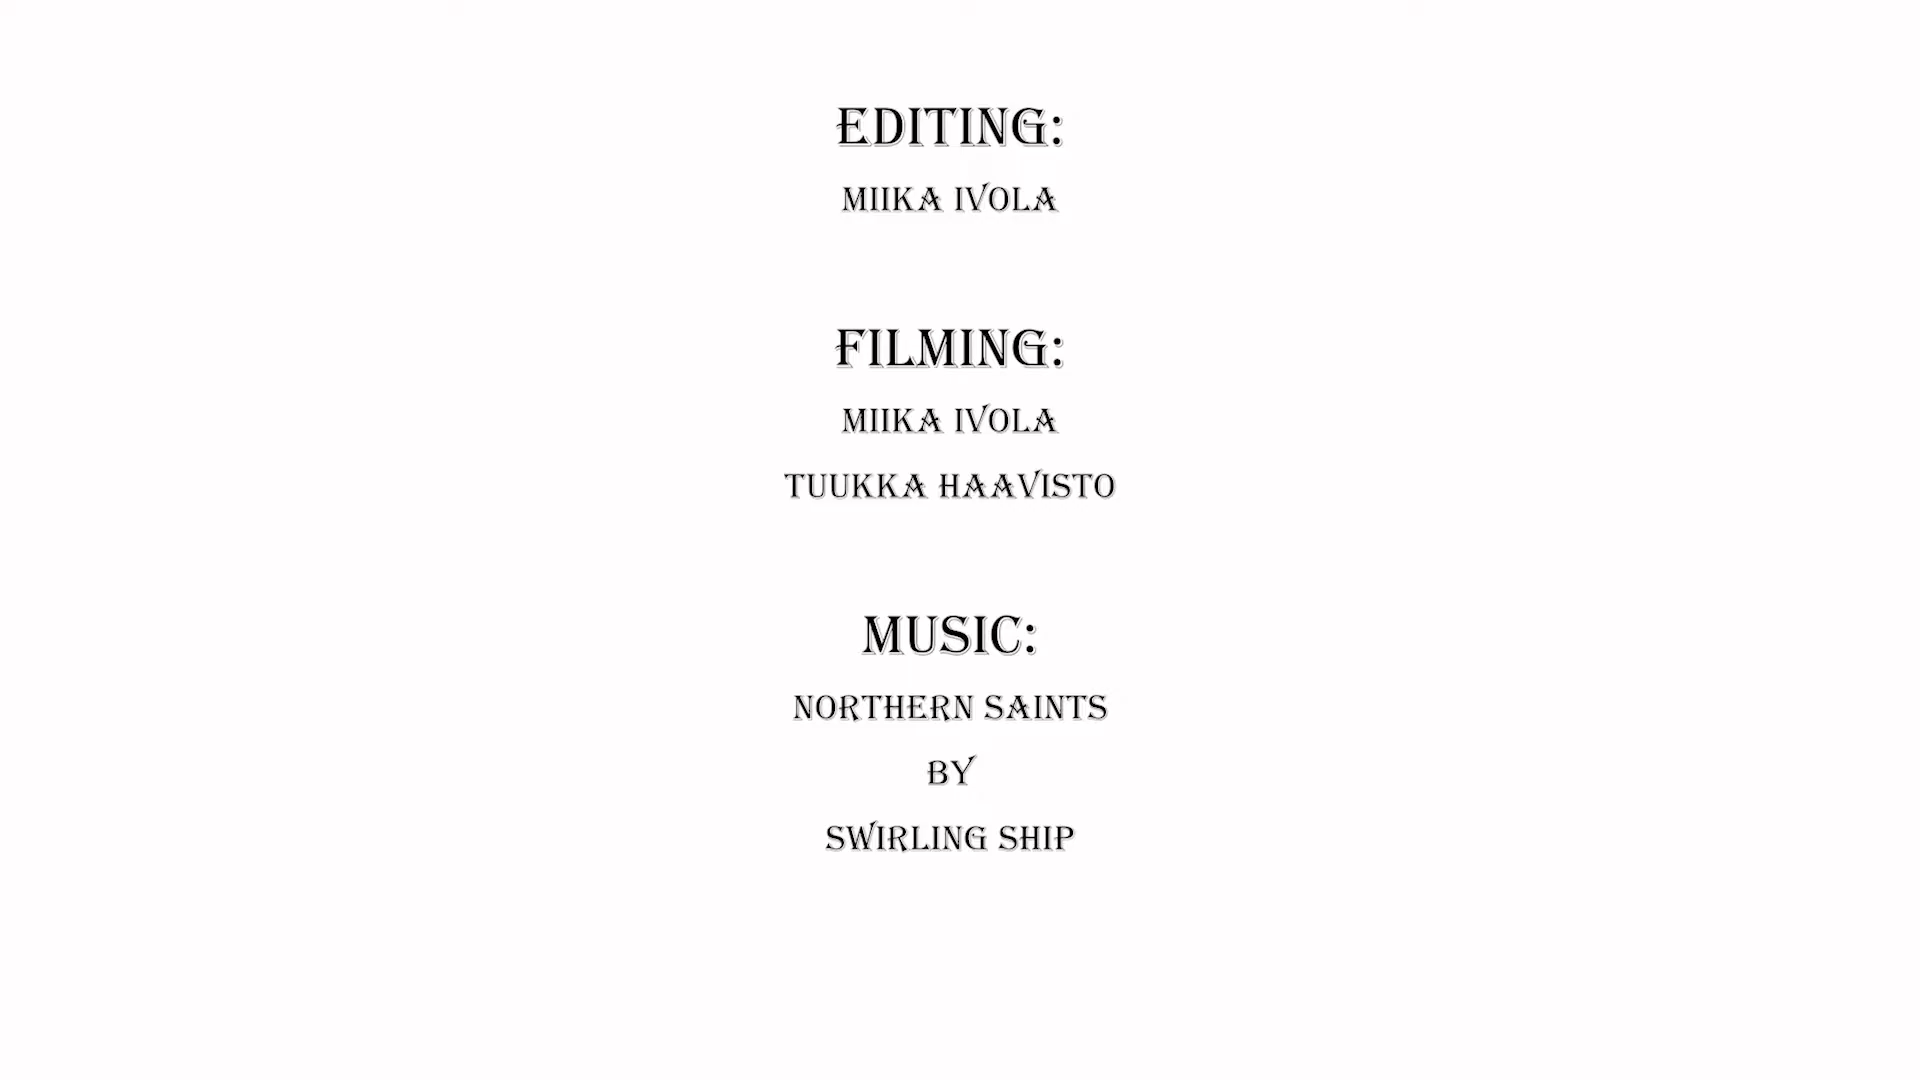 EDITING:
MIIKA IVOLA
FILMING:
MIIKA IVOLA
TUUKKA HAAVISTO
MUSIC:
NORTHERN SAINTS
BY
SWIRLING SHIP